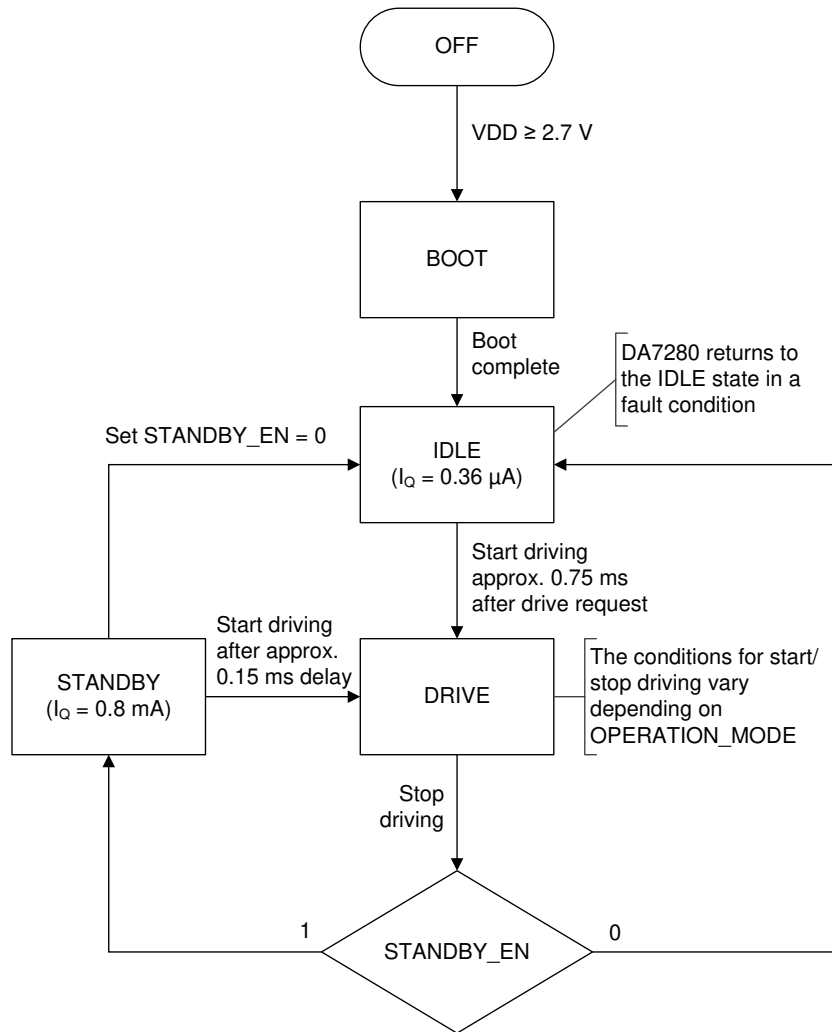 OFF
VDD ≥ 2.7 V
BOOT
Boot
complete
DA7280 returns to
the IDLE state in a
fault condition
Set STANDBY_EN = 0
IDLE
(IQ = 0.36 µA)
Start driving
approx. 0.75 ms
after drive request
Start driving
after approx.
0.15 ms delay
STANDBY
(IQ = 0.8 mA)
DRIVE
The conditions for start/
stop driving vary
depending on
OPERATION_MODE
Stop
driving
1
STANDBY_EN
0